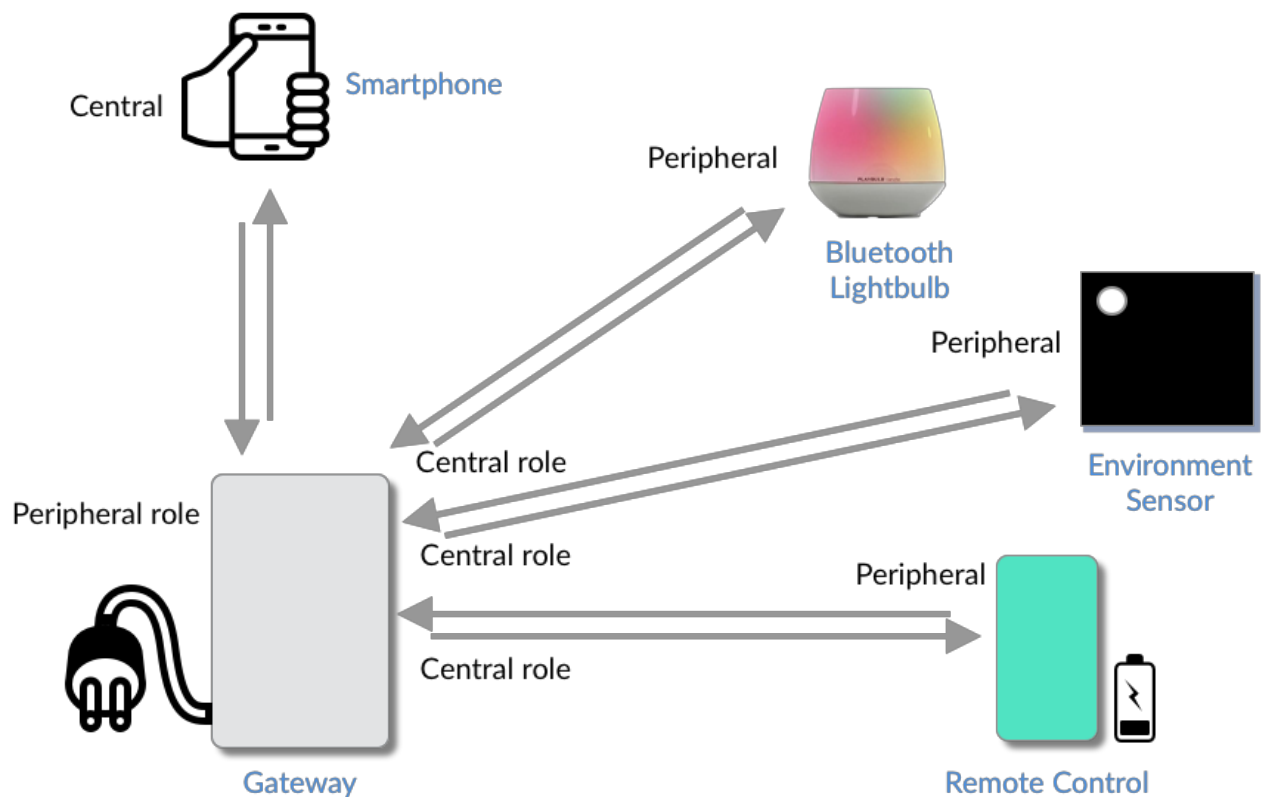 Smartphone
Central
Peripheral
Bluetooth
Lightbulb
Peripheral
Environment
Sensor
Central role
Peripheral role
Central role
Peripheral
Central role
Gateway
Remote Control